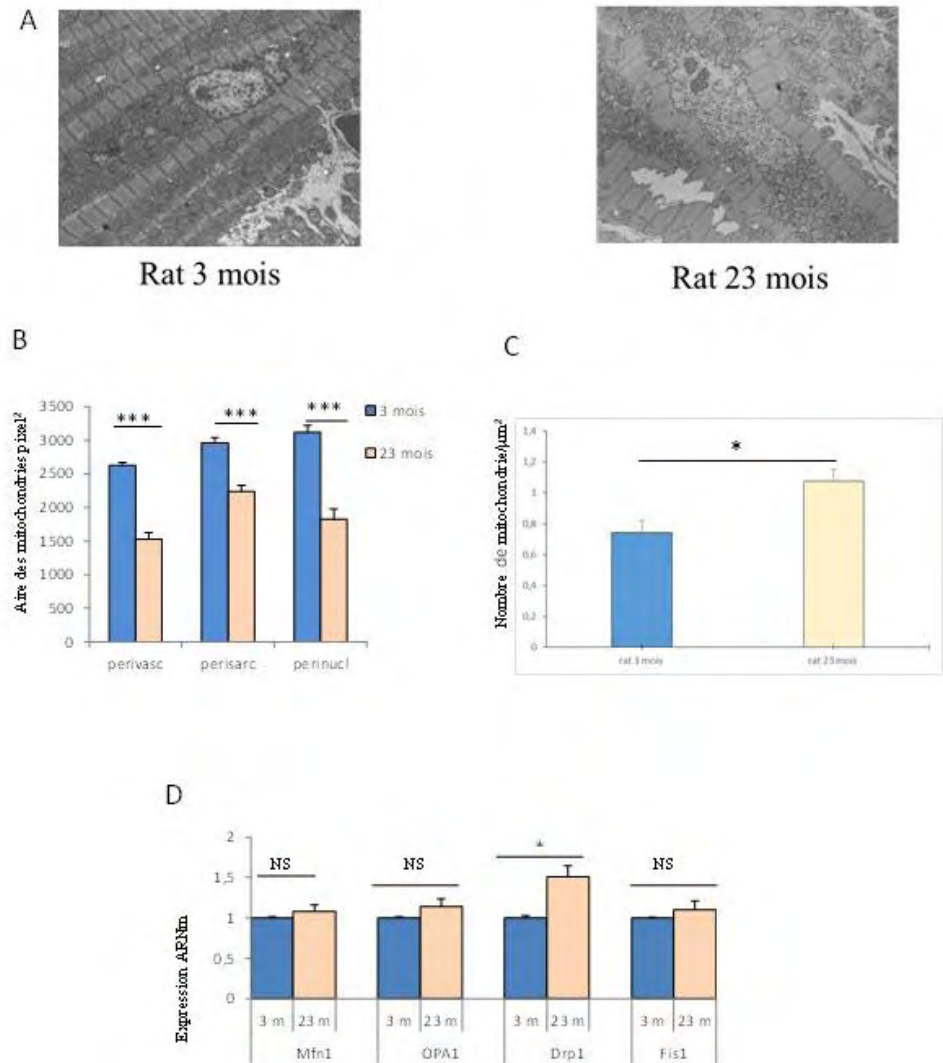 A
Rat 3 mois
Rat 23 mois
B
Aire des mitochondries pixel²
3500
3000
2500
2000
1500
1000
500
0
***
***
***
3 mois
23 mois
perivasc
perisarc
perinucl
C
Nombre de mitochondrie/µm²
1,6
1,4
1,2
1
0,8
0,6
0,4
0,2
0
*
rat 3 mois
rat 23 mois
D
Expression ARNm
2
1,5
1
0,5
0
NS
NS
*
NS
3 m
23 m
3 m
23 m
3 m
23 m
3 m
23 m
Mfn1
OPA1
Drp1
Fis1